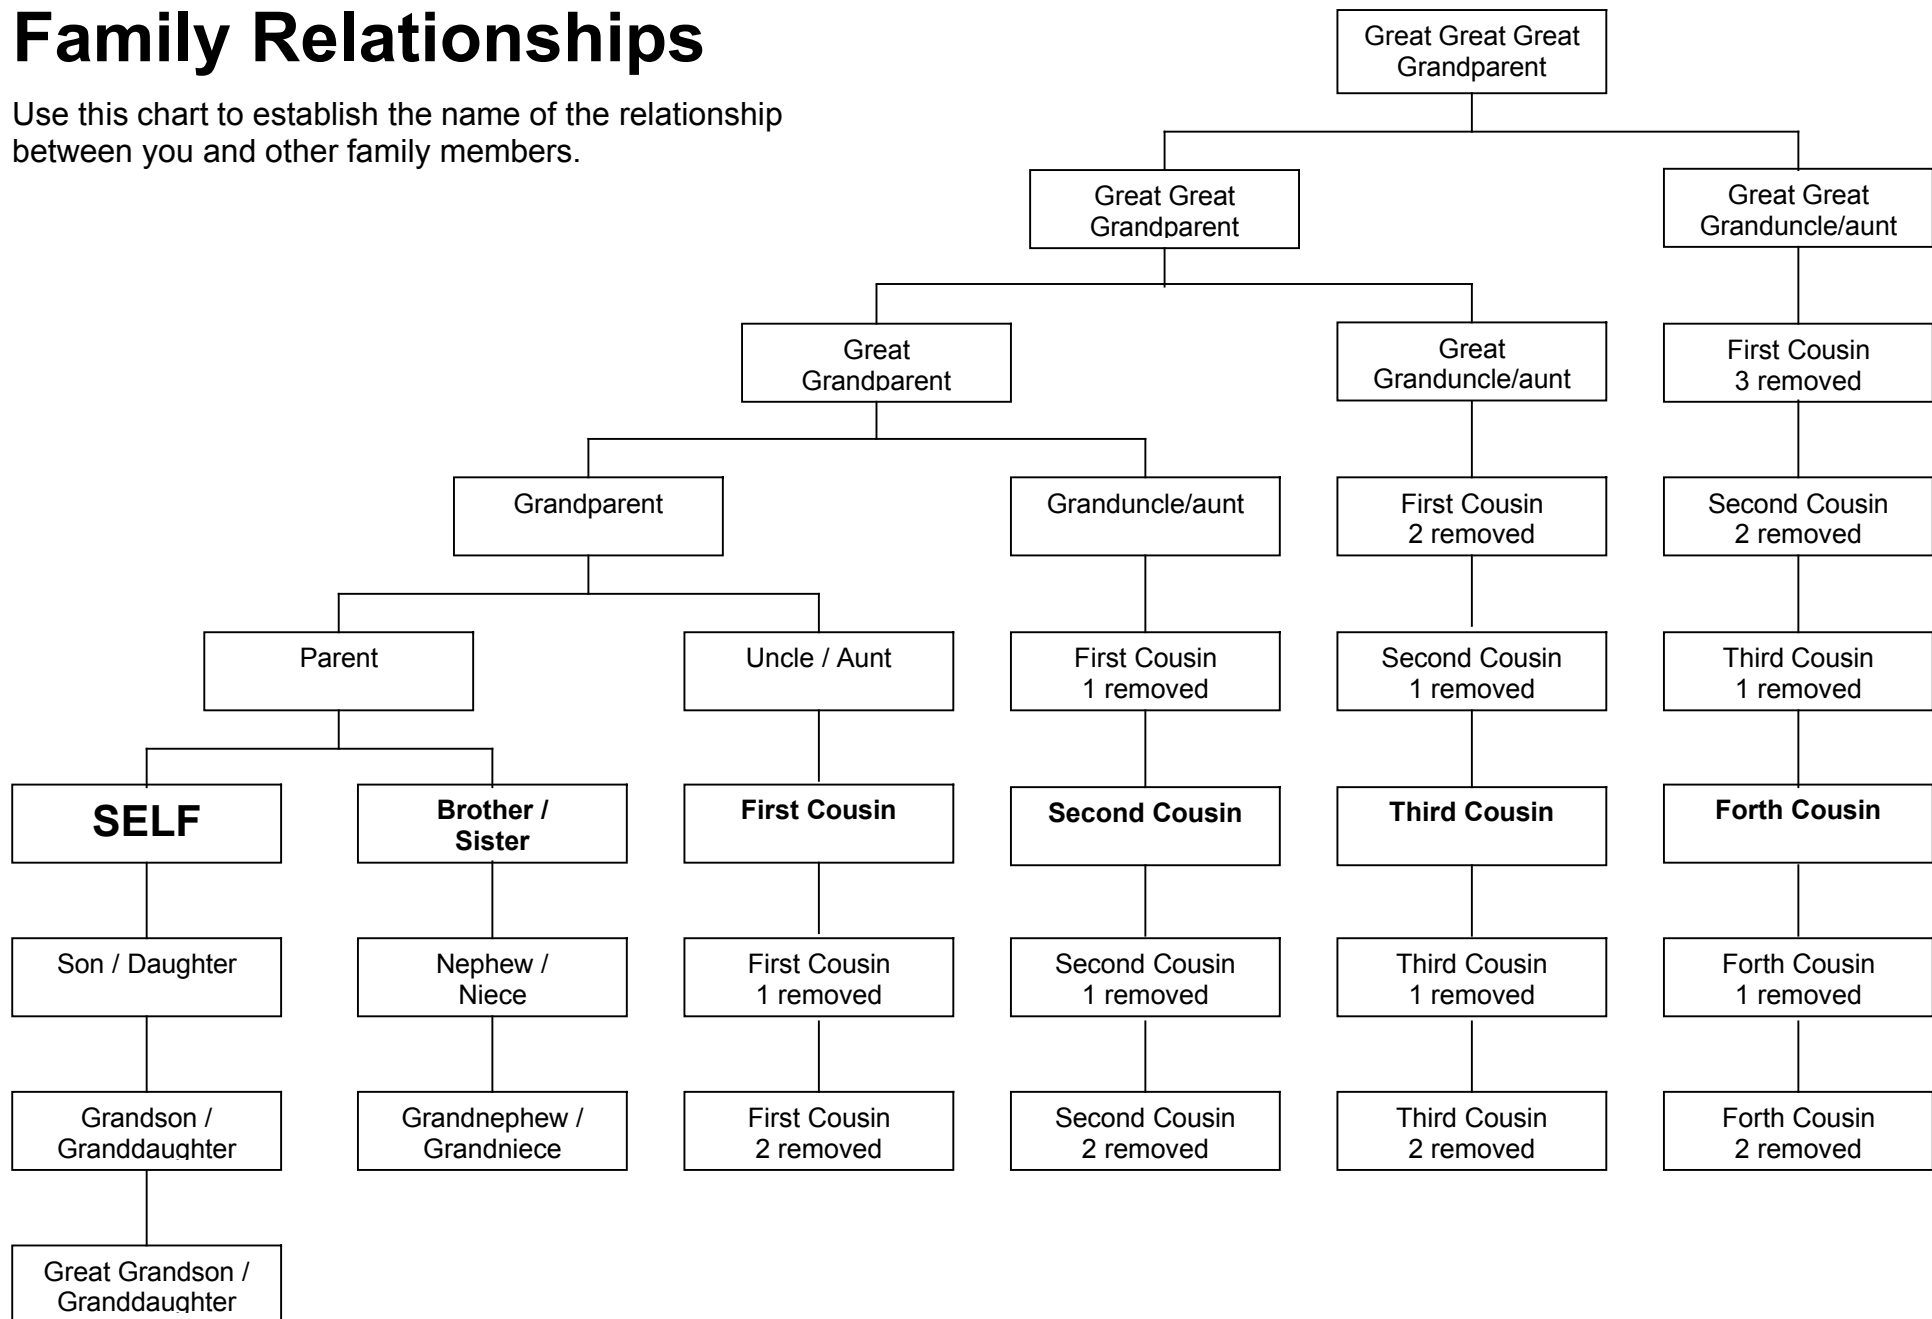 Family Relationships
Use this chart to establish the name of the relationship
between you and other family members.
Great Great Great
Grandparent
Great Great
Grandparent
Great Great
Granduncle/aunt
Great
Grandparent
Great
Granduncle/aunt
First Cousin
3 removed
Grandparent
Granduncle/aunt
First Cousin
2 removed
Second Cousin
2 removed
Parent
Uncle / Aunt
First Cousin
1 removed
Second Cousin
1 removed
Third Cousin
1 removed
SELF
Brother /
Sister
First Cousin
Second Cousin
Third Cousin
Forth Cousin
Son / Daughter
Nephew /
Niece
First Cousin
1 removed
Second Cousin
1 removed
Third Cousin
1 removed
Forth Cousin
1 removed
Grandson /
Granddaughter
Grandnephew /
Grandniece
First Cousin
2 removed
Second Cousin
2 removed
Third Cousin
2 removed
Forth Cousin
2 removed
Great Grandson /
Granddaughter